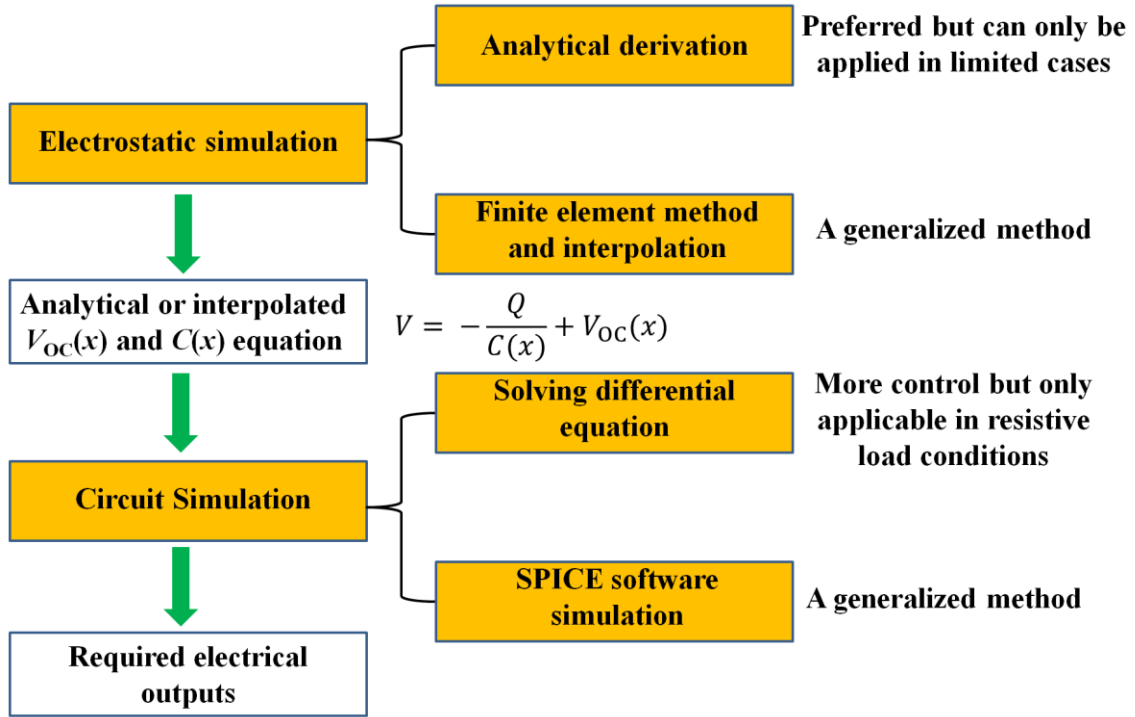 Analytical derivation
Preferred but can only be
applied in limited cases
Electrostatic simulation
Finite element method
and interpolation
A generalized method
Analytical or interpolated
V_OC(x) and C(x) equation
V = − Q / C(x) + V_OC(x)
Solving differential
equation
More control but only
applicable in resistive
load conditions
Circuit Simulation
SPICE software
simulation
A generalized method
Required electrical
outputs